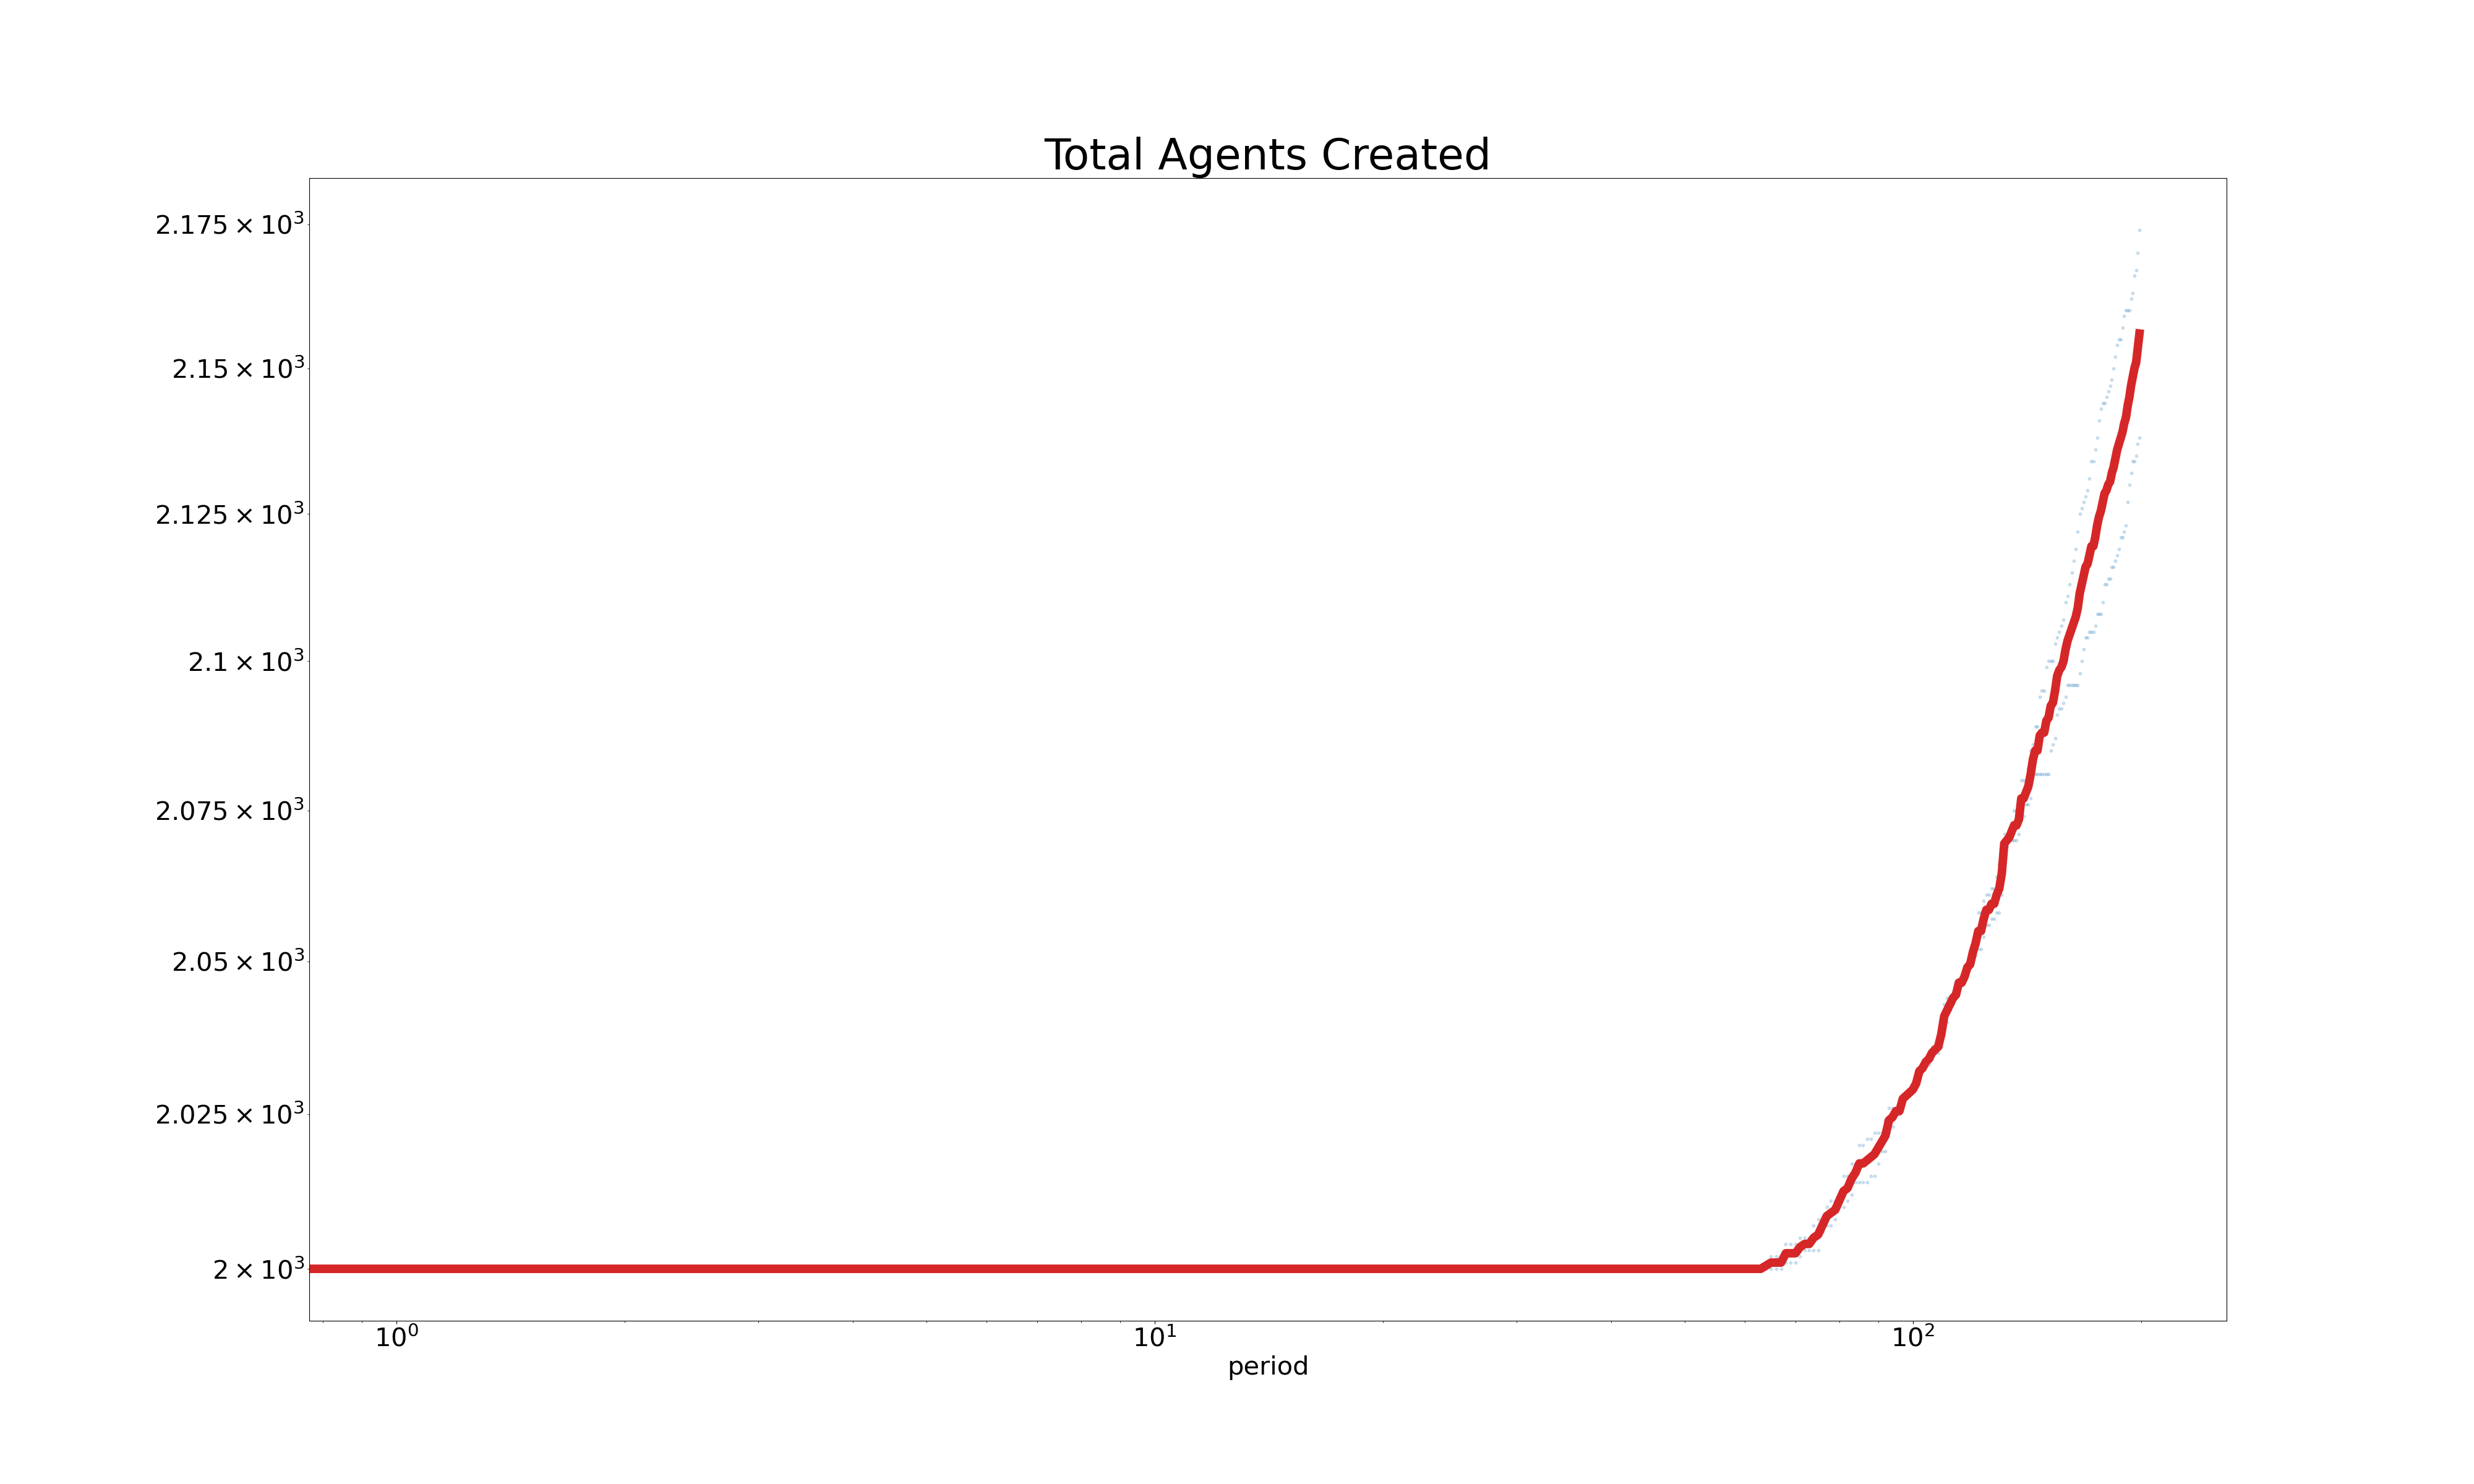 Total Agents Created
2.175 × 10³
2.15 × 10³
2.125 × 10³
2.1 × 10³
2.075 × 10³
2.05 × 10³
2.025 × 10³
2 × 10³
10⁰ 10¹ 10²
period